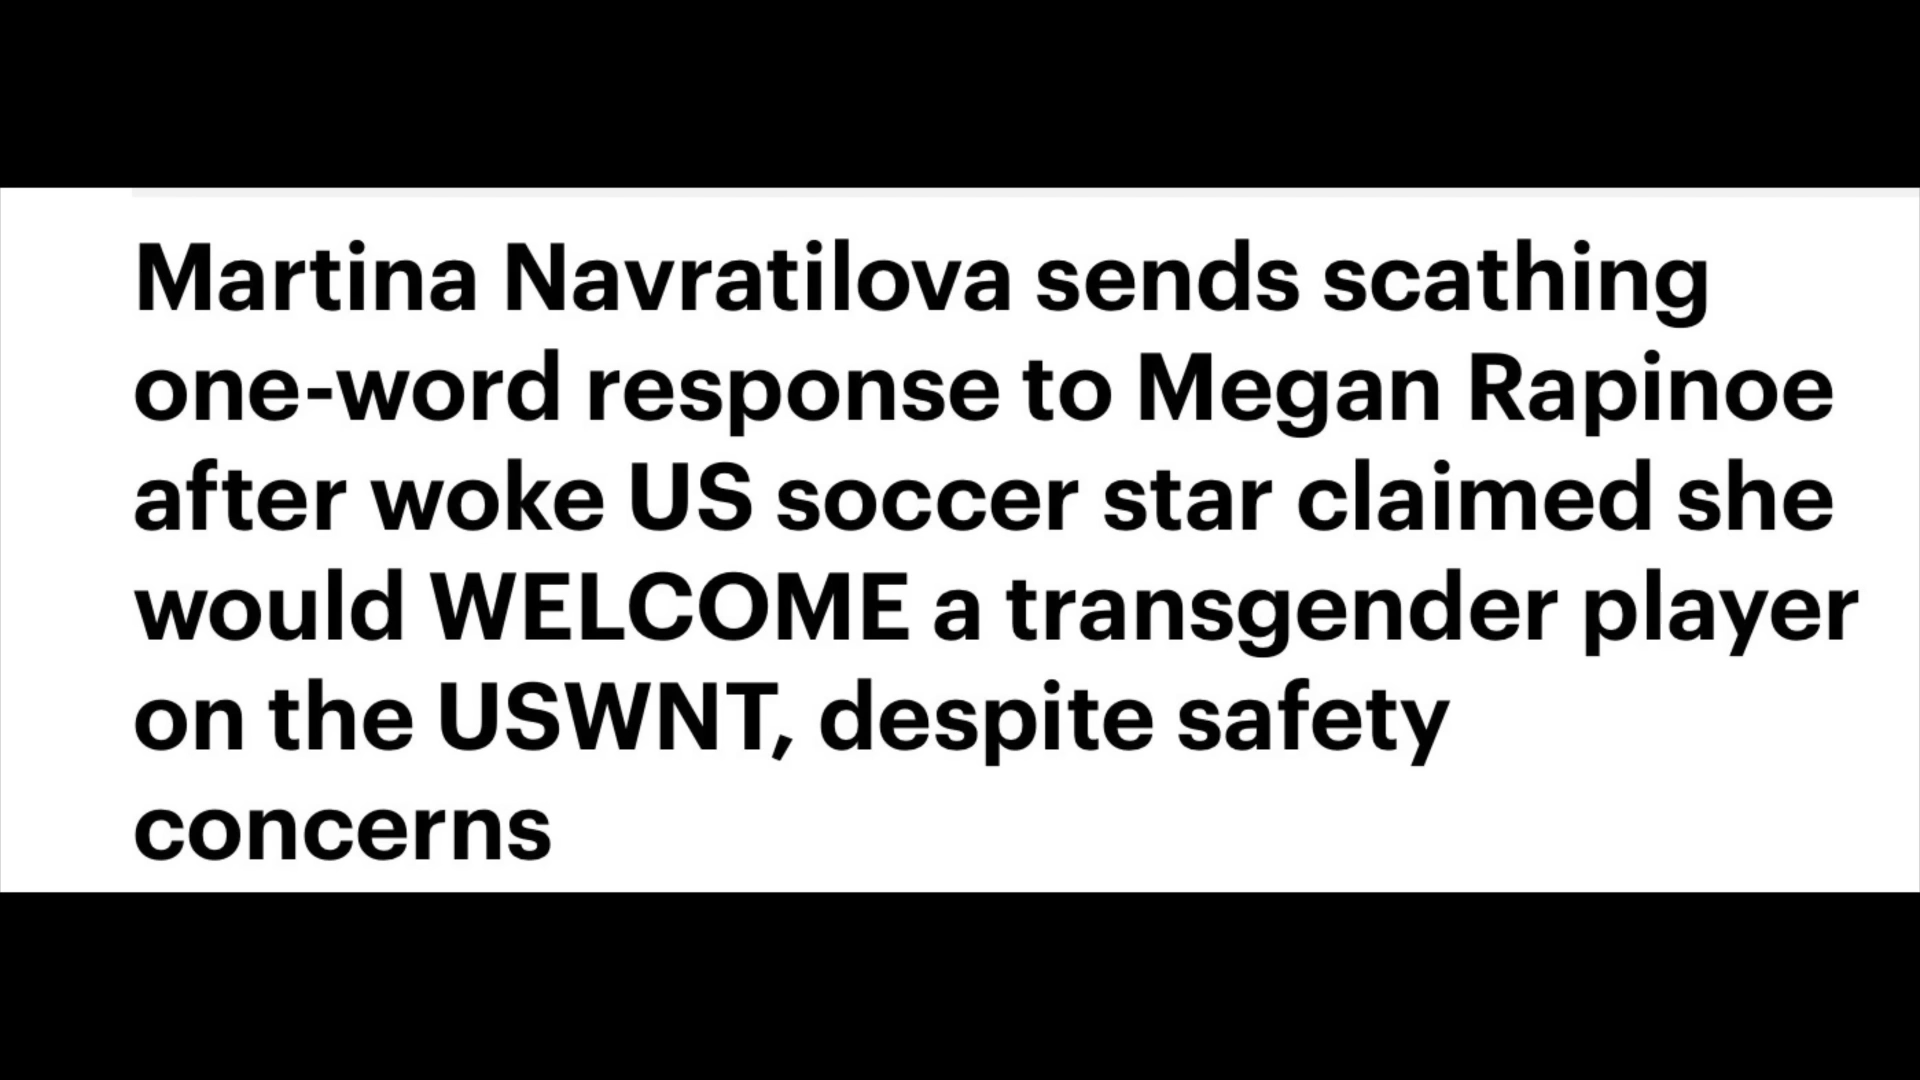 Martina Navratilova sends scathing
one-word response to Megan Rapinoe
after woke US soccer star claimed she
would WELCOME a transgender player
on the USWNT, despite safety
concerns